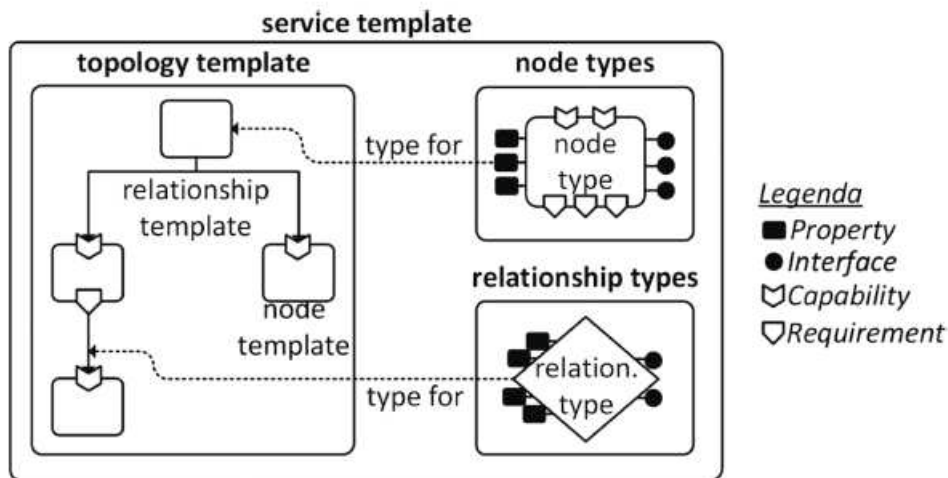 service template
topology template
node types
type for
node
type
relationship
template
node
template
relationship types
relation.
type
type for
Legenda
Property
Interface
Capability
Requirement